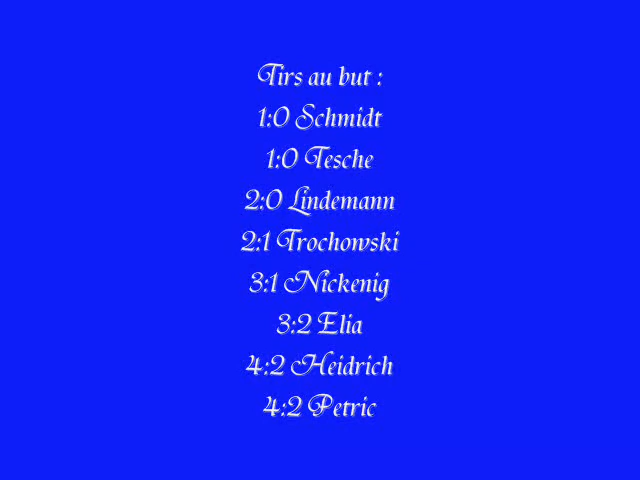 Tirs au but :
1:0 Schmidt
1:0 Tesche
2:0 Lindemann
2:1 Trochowski
3:1 Nickenig
3:2 Elia
4:2 Heidrich
4:2 Petric